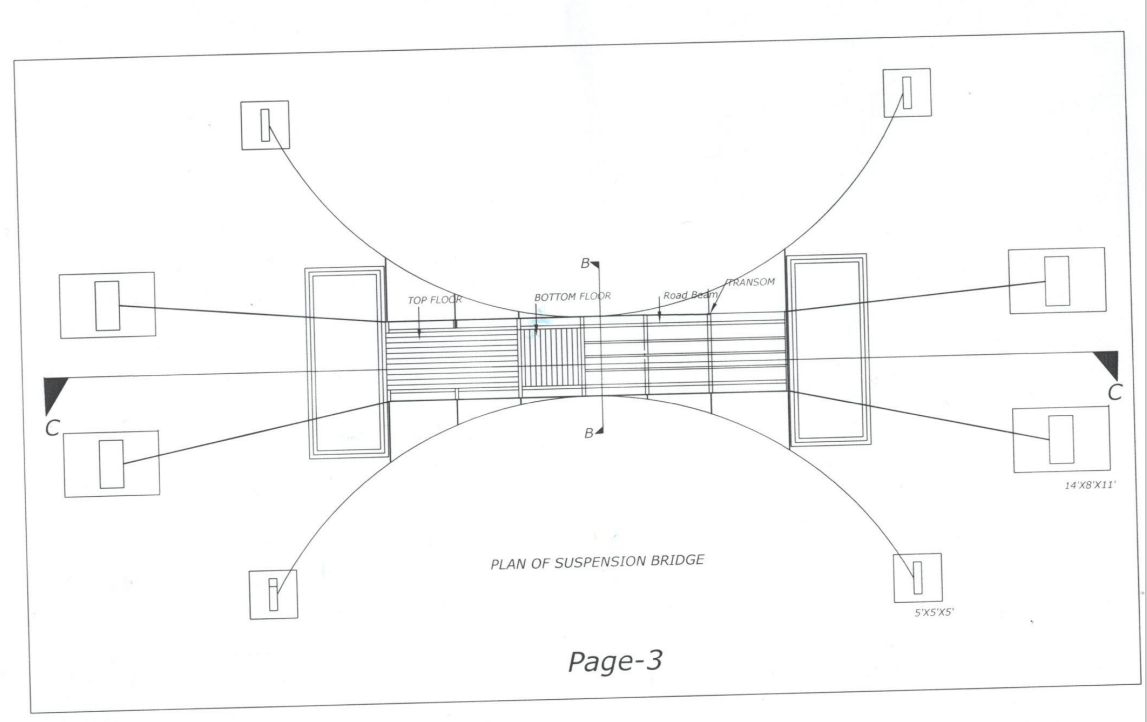 B
TOP FLOOR
BOTTOM FLOOR
Road Beam
TRANSOM
C
C
B
14'X8'X11'
PLAN OF SUSPENSION BRIDGE
5'X5'X5'
Page-3